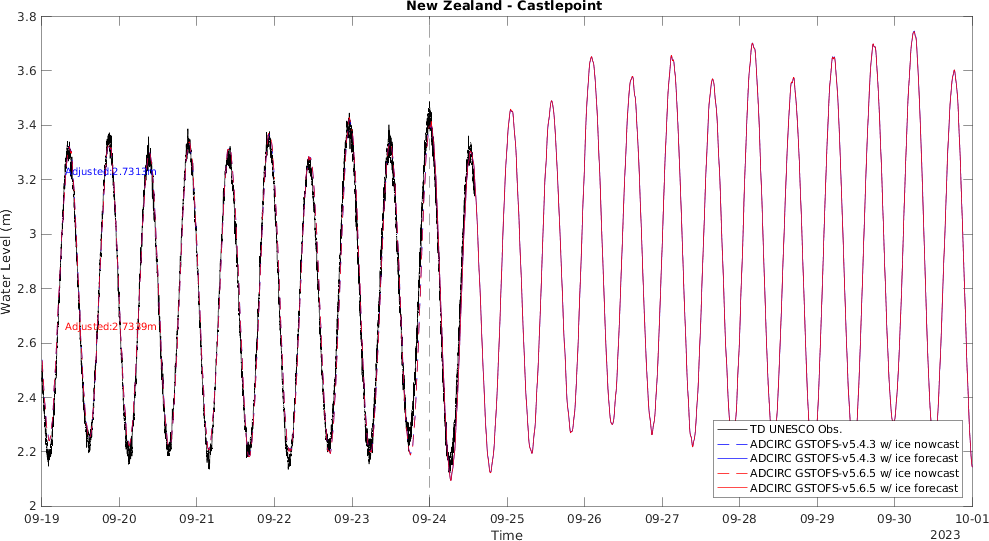 New Zealand - Castlepoint
3.8
3.6
3.4
3.2
3
2.8
2.6
2.4
2.2
2
Water Level (m)
Adjusted:2.7313m
Adjusted:2.7339m
TD UNESCO Obs.
ADCIRC GSTOFS-v5.4.3 w/ ice nowcast
ADCIRC GSTOFS-v5.4.3 w/ ice forecast
ADCIRC GSTOFS-v5.6.5 w/ ice nowcast
ADCIRC GSTOFS-v5.6.5 w/ ice forecast
09-19 09-20 09-21 09-22 09-23 09-24 09-25 09-26 09-27 09-28 09-29 09-30 10-01
Time
2023